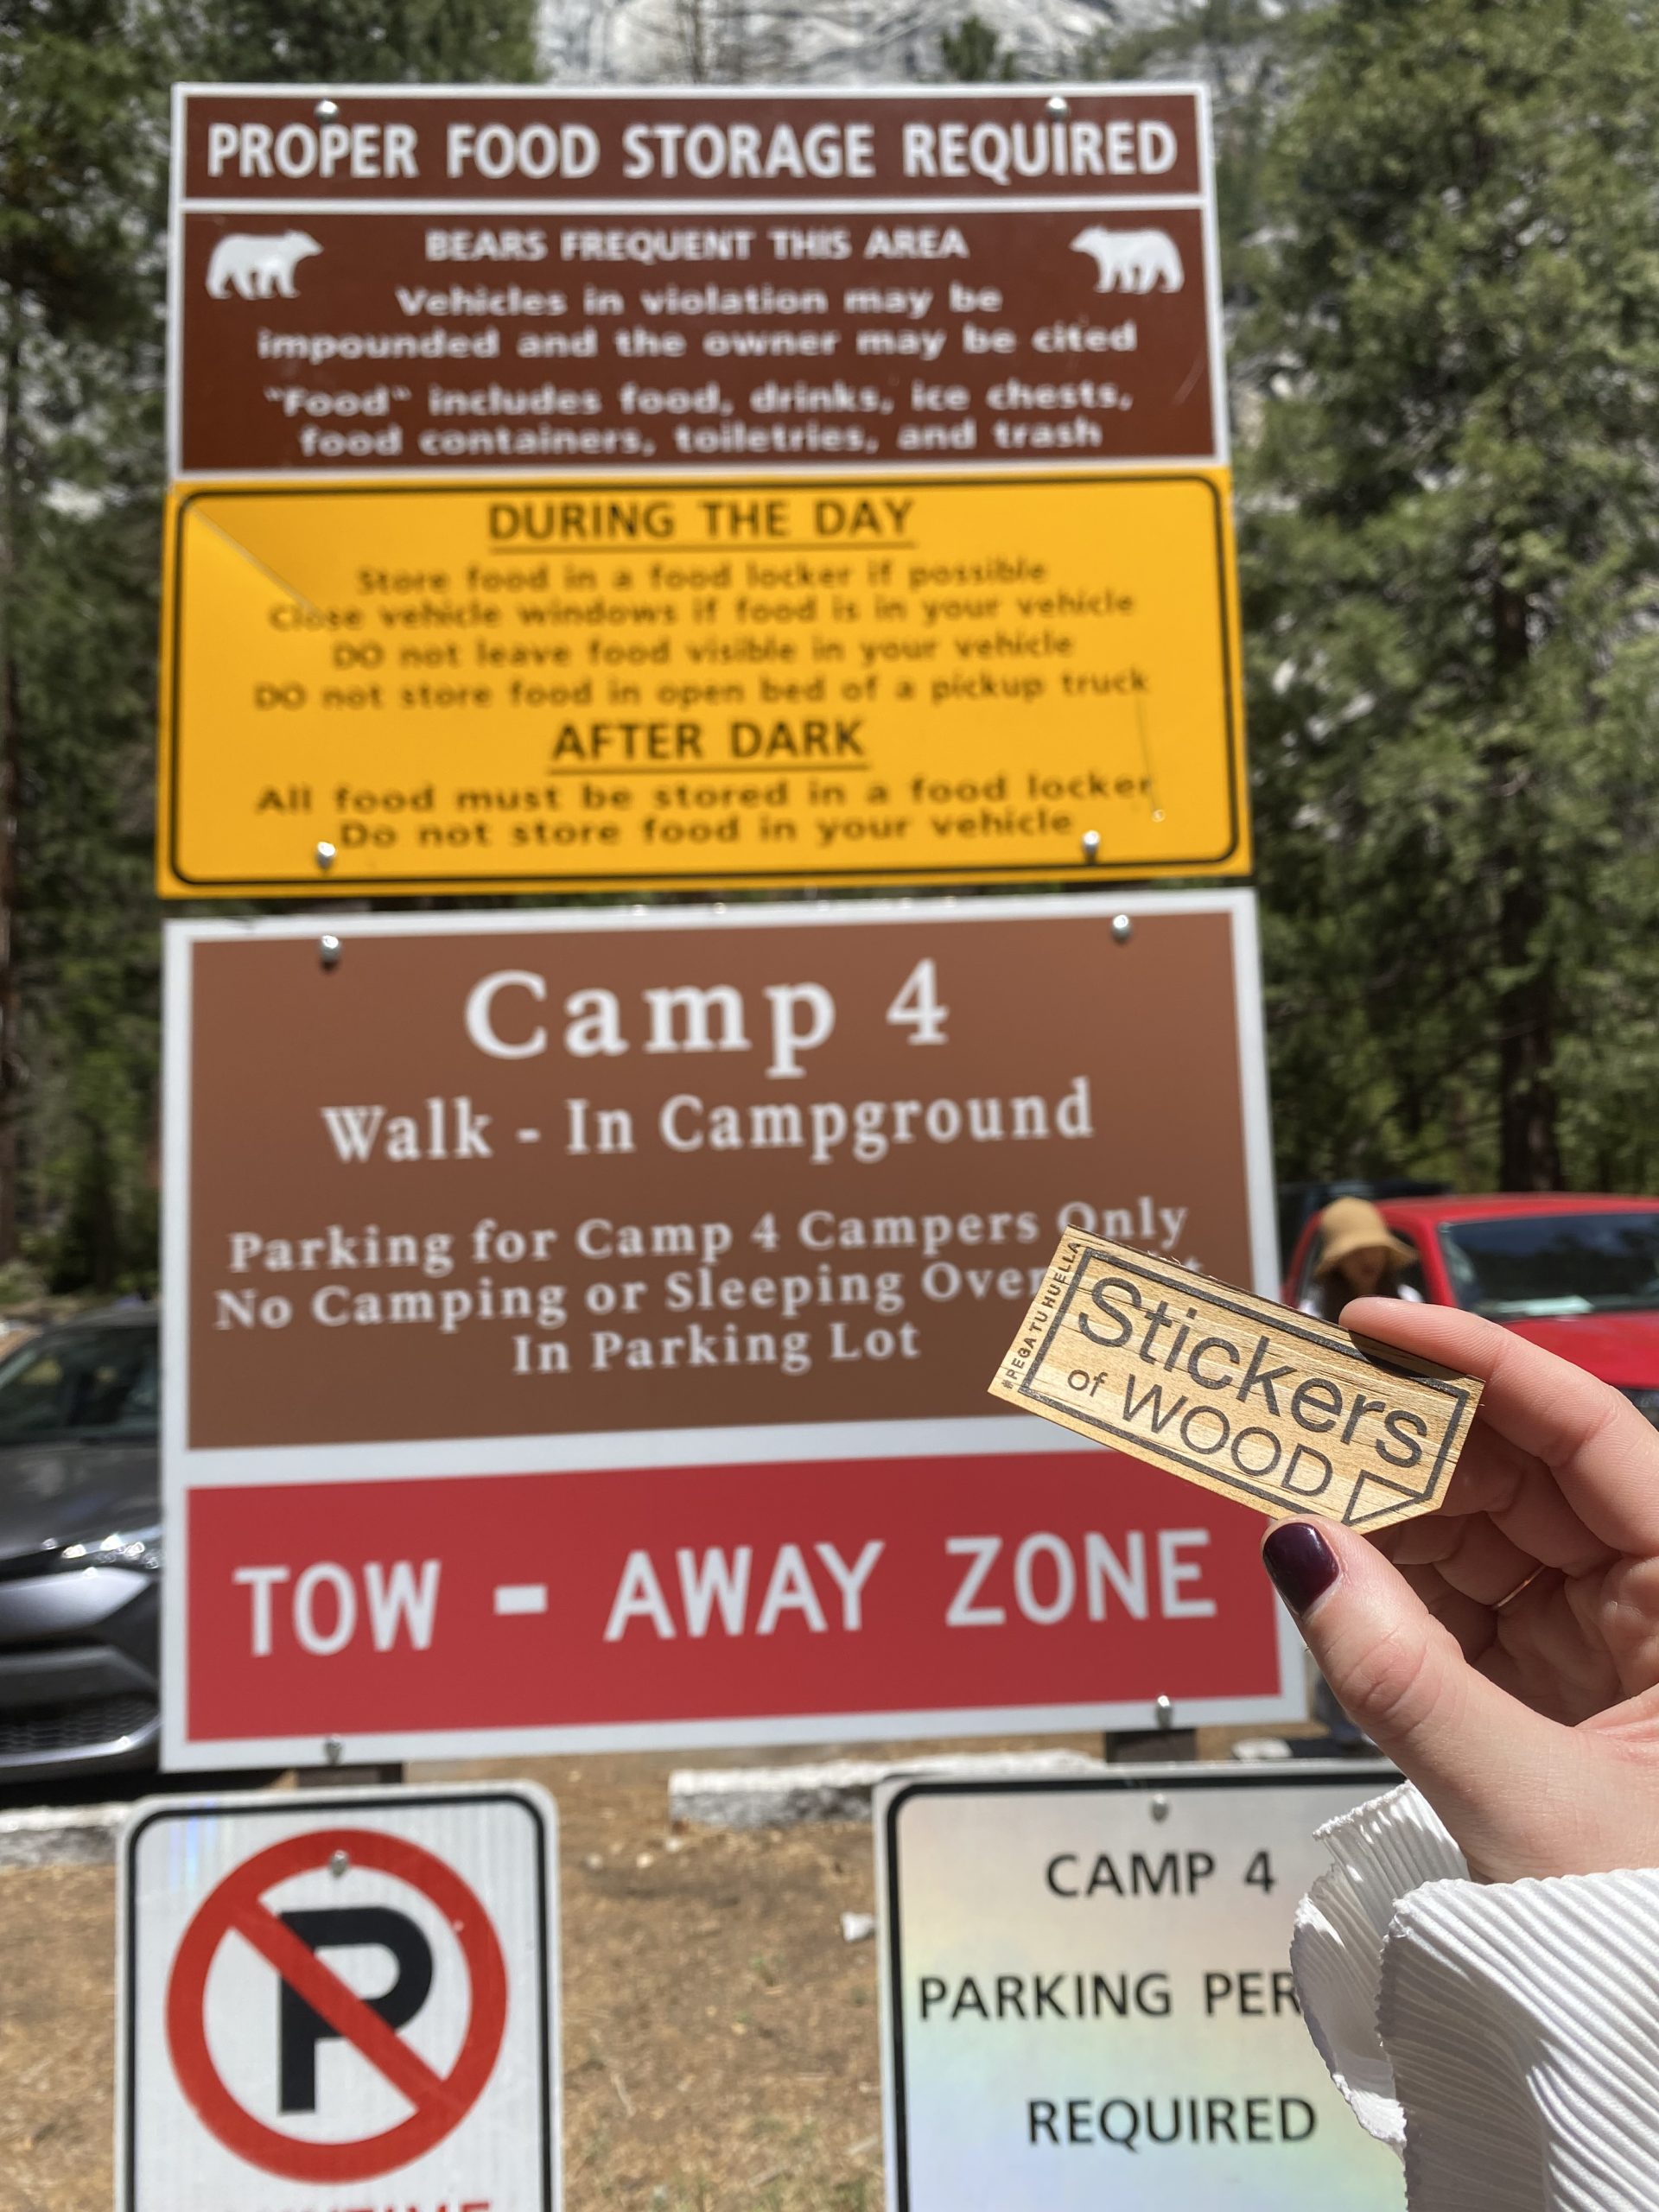 PROPER FOOD STORAGE REQUIRED
BEARS FREQUENT THIS AREA
Vehicles in violation may be
impounded and the owner may be cited
"Food" includes food, drinks, ice chests,
food containers, toiletries, and trash
DURING THE DAY
Store food in a food locker if possible
Close vehicle windows if food is in your vehicle
DO not leave food visible in your vehicle
DO not store food in open bed of a pickup truck
AFTER DARK
All food must be stored in a food locker
Do not store food in your vehicle
Camp 4
Walk - In Campground
Parking for Camp 4 Campers Only
No Camping or Sleeping
In Parking Lot
TOW - AWAY ZONE
#PEGA TU HUELLA
Stickers
of WOOD
P
CAMP 4
PARKING
REQUIRED